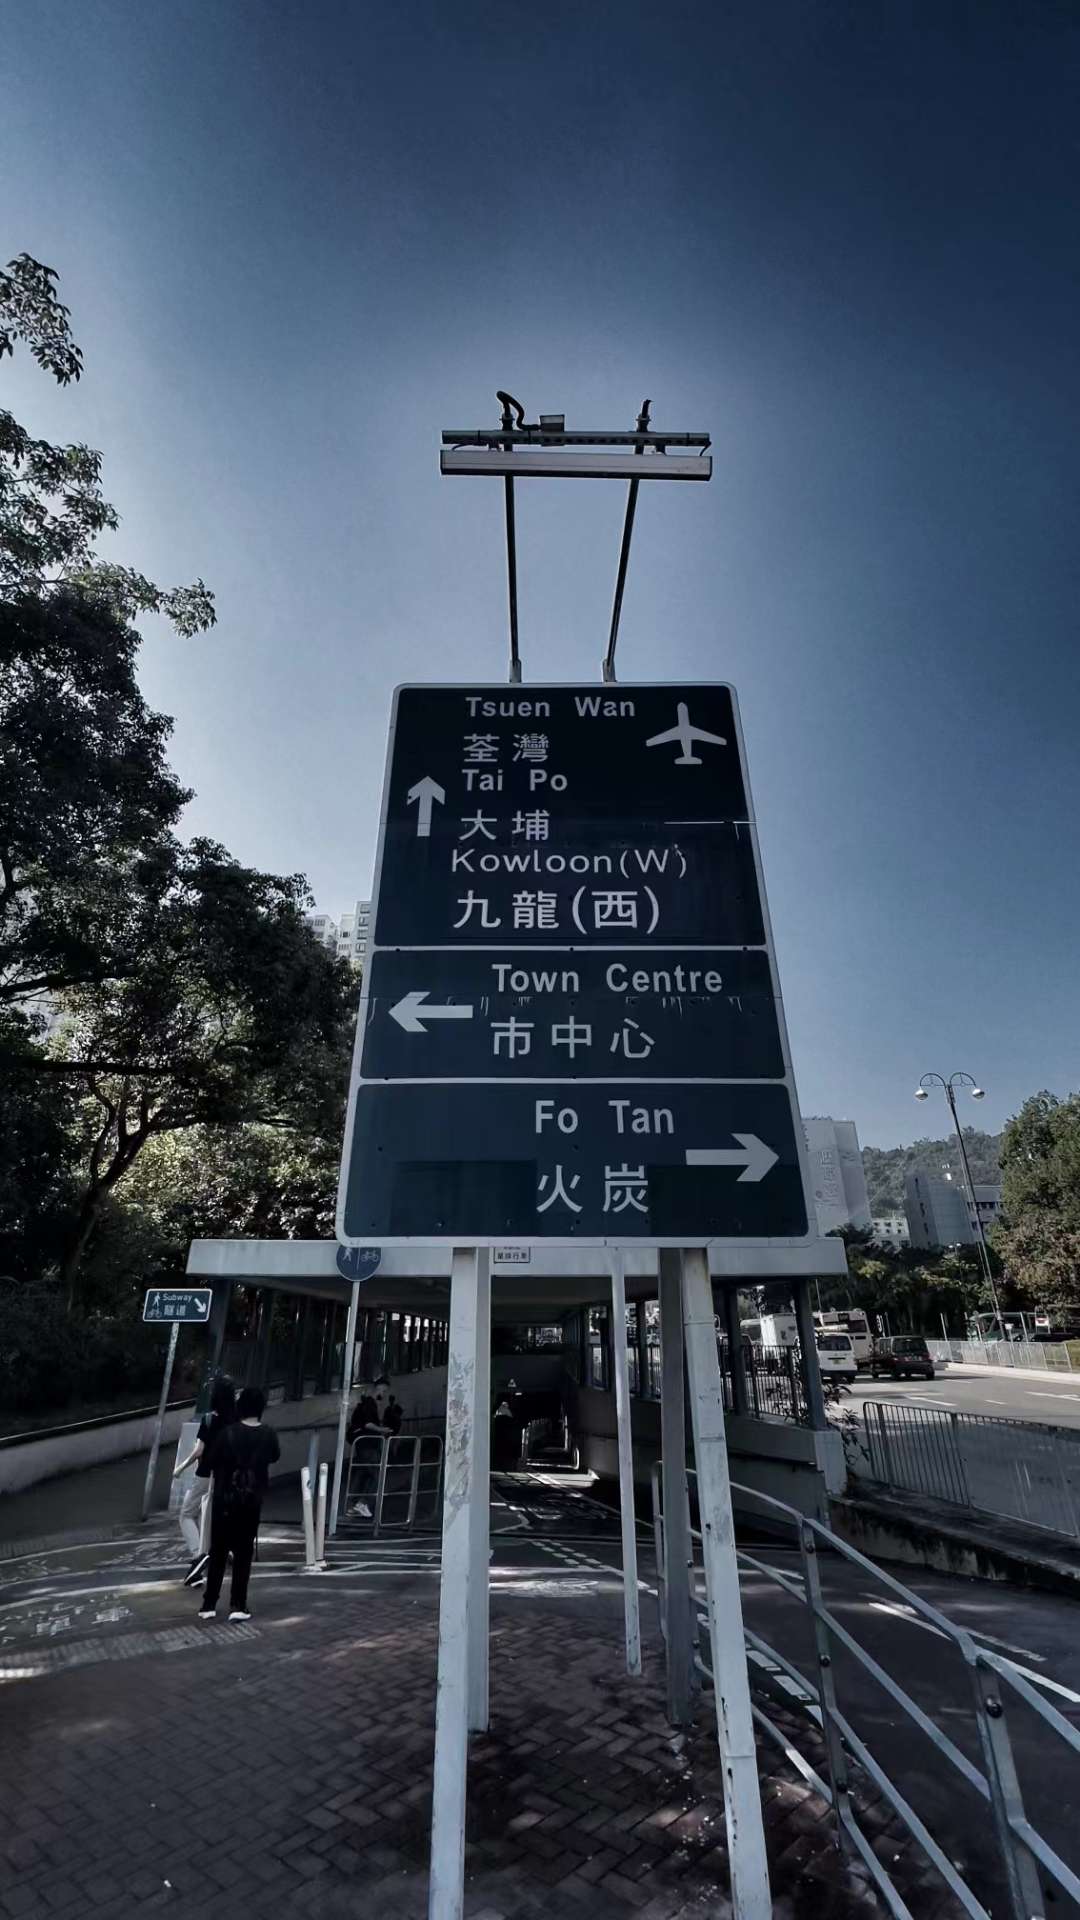 Tsuen Wan
荃灣
Tai Po
大埔
Kowloon(W)
九龍(西)
Town Centre
市中心
Fo Tan
火炭
Subway
隧道